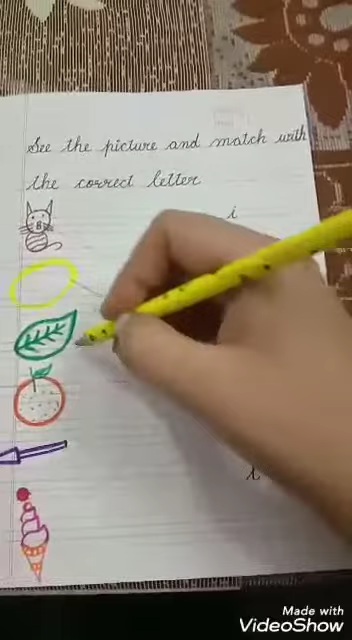 See the picture and match with
the correct letter
i
Made with
VideoShow